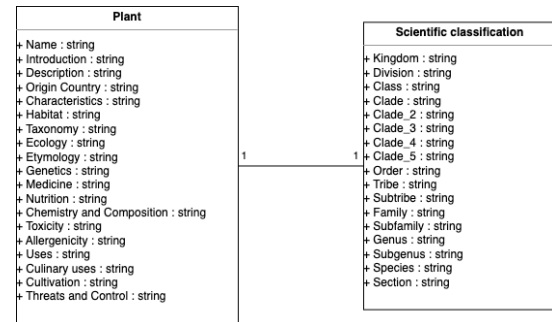 Plant
+ Name : string
+ Introduction : string
+ Description : string
+ Origin Country : string
+ Characteristics : string
+ Habitat : string
+ Taxonomy : string
+ Ecology : string
+ Etymology : string
+ Genetics : string
+ Medicine : string
+ Nutrition : string
+ Chemistry and Composition : string
+ Toxicity : string
+ Allergenicity : string
+ Uses : string
+ Culinary uses : string
+ Cultivation : string
+ Threats and Control : string
1
1
Scientific classification
+ Kingdom : string
+ Division : string
+ Class : string
+ Clade : string
+ Clade_2 : string
+ Clade_3 : string
+ Clade_4 : string
+ Clade_5 : string
+ Order : string
+ Tribe : string
+ Subtribe : string
+ Family : string
+ Subfamily : string
+ Genus : string
+ Subgenus : string
+ Species : string
+ Section : string